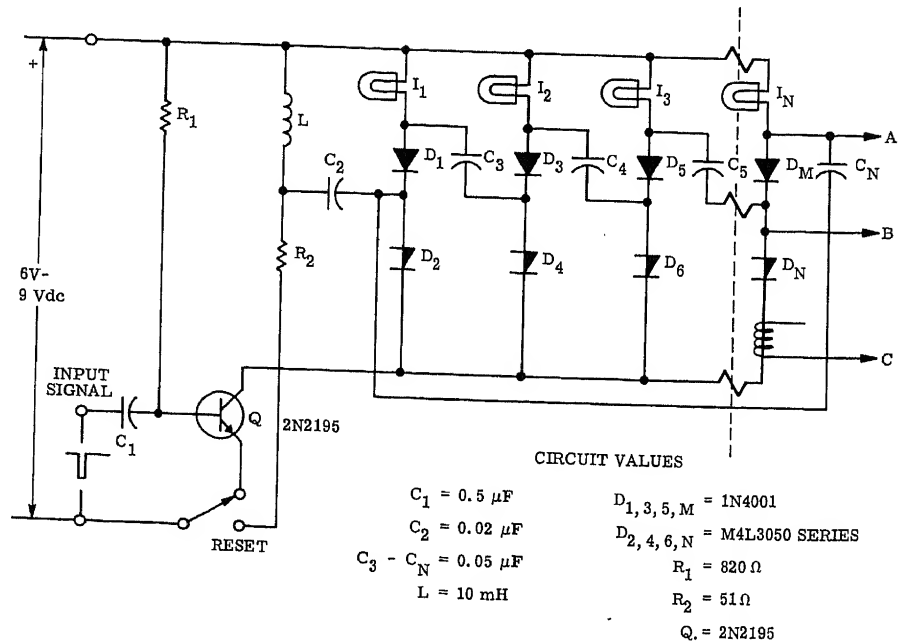 +
6V-
9 Vdc
R1
L
C2
R2
I1
I2
I3
IN
D1
C3
D3
C4
D5
C5
DM
CN
A
B
C
D2
D4
D6
DN
INPUT
SIGNAL
C1
Q
2N2195
RESET
CIRCUIT VALUES
C1 = 0.5 μF
C2 = 0.02 μF
C3 - CN = 0.05 μF
L = 10 mH
D1,3,5,M = 1N4001
D2,4,6,N = M4L3050 SERIES
R1 = 820 Ω
R2 = 51Ω
Q. = 2N2195